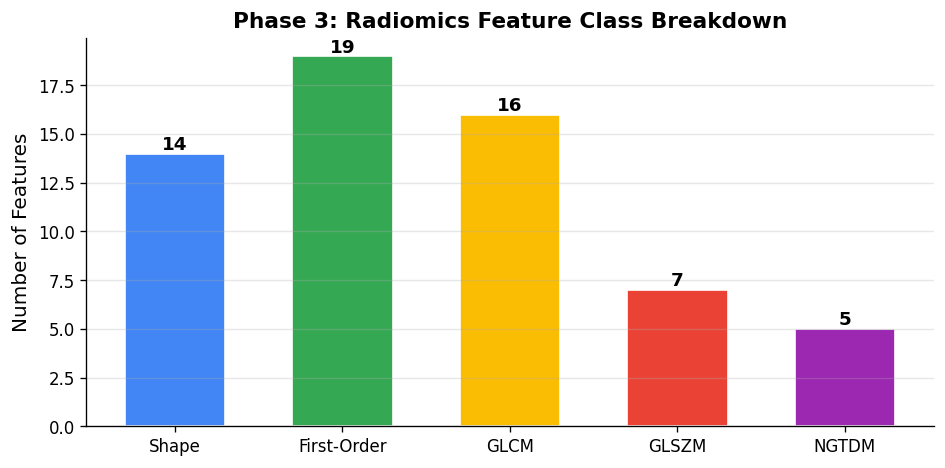 Phase 3: Radiomics Feature Class Breakdown
Number of Features
17.5
15.0
12.5
10.0
7.5
5.0
2.5
0.0
14
19
16
7
5
Shape
First-Order
GLCM
GLSZM
NGTDM